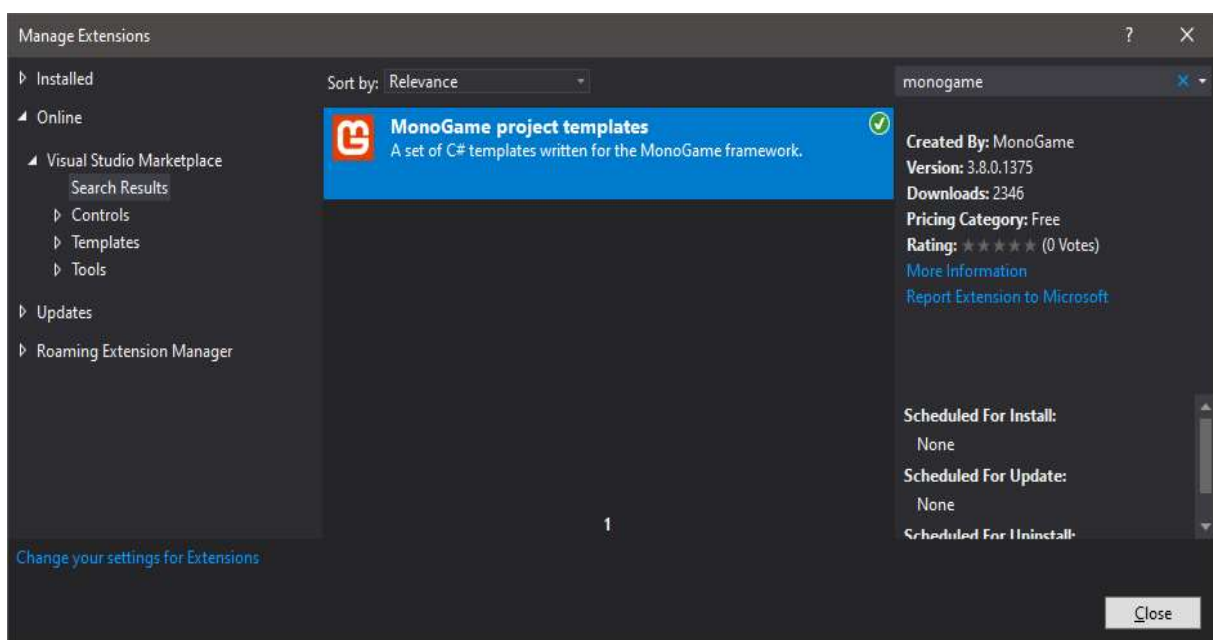 Manage Extensions
?
Installed
Online
Visual Studio Marketplace
Search Results
Controls
Templates
Tools
Updates
Roaming Extension Manager
Change your settings for Extensions
Sort by: Relevance
MonoGame project templates
A set of C# templates written for the MonoGame framework.
1
monogame
Created By: MonoGame
Version: 3.8.0.1375
Downloads: 2346
Pricing Category: Free
Rating: ★★★★★ (0 Votes)
More Information
Report Extension to Microsoft
Scheduled For Install:
None
Scheduled For Update:
None
Scheduled For Uninstall:
Close